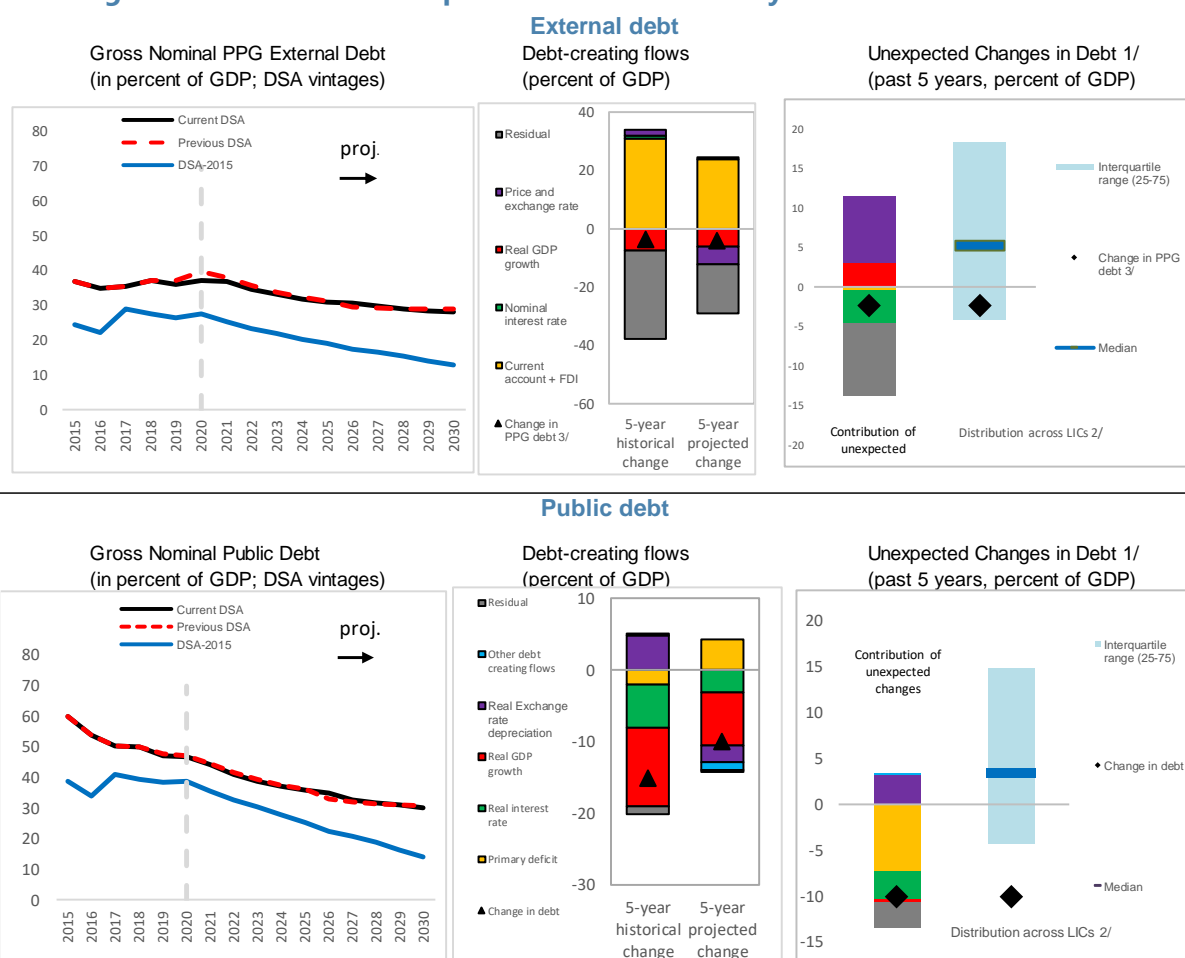 External debt
Gross Nominal PPG External Debt
(in percent of GDP; DSA vintages)
Current DSA
Previous DSA
DSA-2015
proj.
80
70
60
50
40
30
20
10
0
2015
2016
2017
2018
2019
2020
2021
2022
2023
2024
2025
2026
2027
2028
2029
2030
Debt-creating flows
(percent of GDP)
Residual
Price and
exchange rate
Real GDP
growth
Nominal
interest rate
Current
account + FDI
Change in
PPG debt 3/
40
20
0
-20
-40
-60
5-year
historical
change
5-year
projected
change
Unexpected Changes in Debt 1/
(past 5 years, percent of GDP)
20
15
10
5
0
-5
-10
-15
-20
Interquartile
range (25-75)
Change in PPG
debt 3/
Median
Contribution of
unexpected
Distribution across LICs 2/
Public debt
Gross Nominal Public Debt
(in percent of GDP; DSA vintages)
Current DSA
Previous DSA
DSA-2015
proj.
80
70
60
50
40
30
20
10
0
2015
2016
2017
2018
2019
2020
2021
2022
2023
2024
2025
2026
2027
2028
2029
2030
Debt-creating flows
(percent of GDP)
Residual
Other debt
creating flows
Real Exchange
rate
depreciation
Real GDP
growth
Real interest
rate
Primary deficit
Change in debt
10
0
-10
-20
-30
5-year
historical
change
5-year
projected
change
Unexpected Changes in Debt 1/
(past 5 years, percent of GDP)
20
15
10
5
0
-5
-10
-15
Contribution of
unexpected
changes
Interquartile
range (25-75)
Change in debt
Median
Distribution across LICs 2/